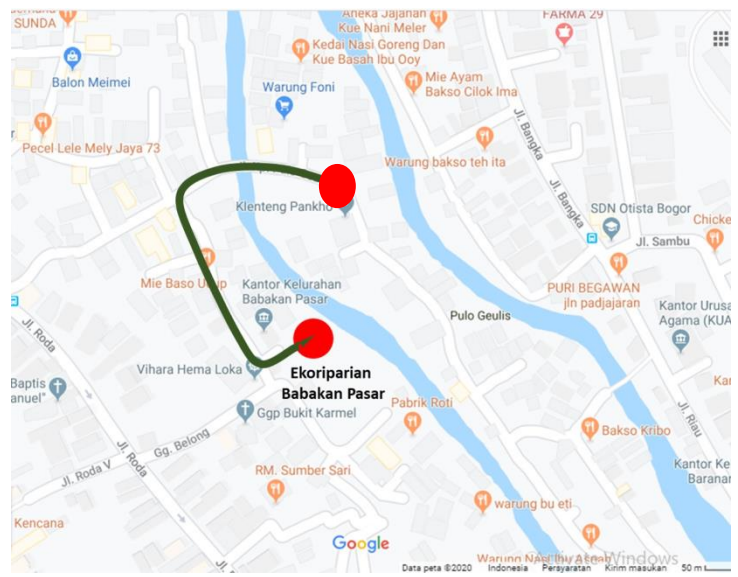 SUNDA
Balon Meimei
Pecel Lele Mely Jaya 73
Aneka Jajanan
Kue Nani Meler
Kedai Nasi Goreng Dan
Kue Basah Ibu Ooy
Warung Foni
Mie Ayam
Bakso Cilok Ima
FARMA 29
Warung bakso teh ita
Jl. Bangka
Jl. Bangka
SDN Otista Bogor
Chicke
Jl. Sambu
Klenteng Pankho
PURI BEGAWAN
jln padjajaran
Kantor Urusa
Agama (KUA
Kantor Kelurahan
Babakan Pasar
Pulo Geulis
Jl. Roda
Vihara Hema Loka
Ekoriparian
Babakan Pasar
Baptis
anuel"
Ggp Bukit Karmel
Pabrik Roti
Jl. Riau
Jl. Roda
Gg. Belong
Bakso Kribo
Jl. Roda V
RM. Sumber Sari
Kantor Ke
Barana
Kencana
warung bu eti
Google
Data peta ©2020
Indonesia
Persyaratan
Kirim masukan
50 m